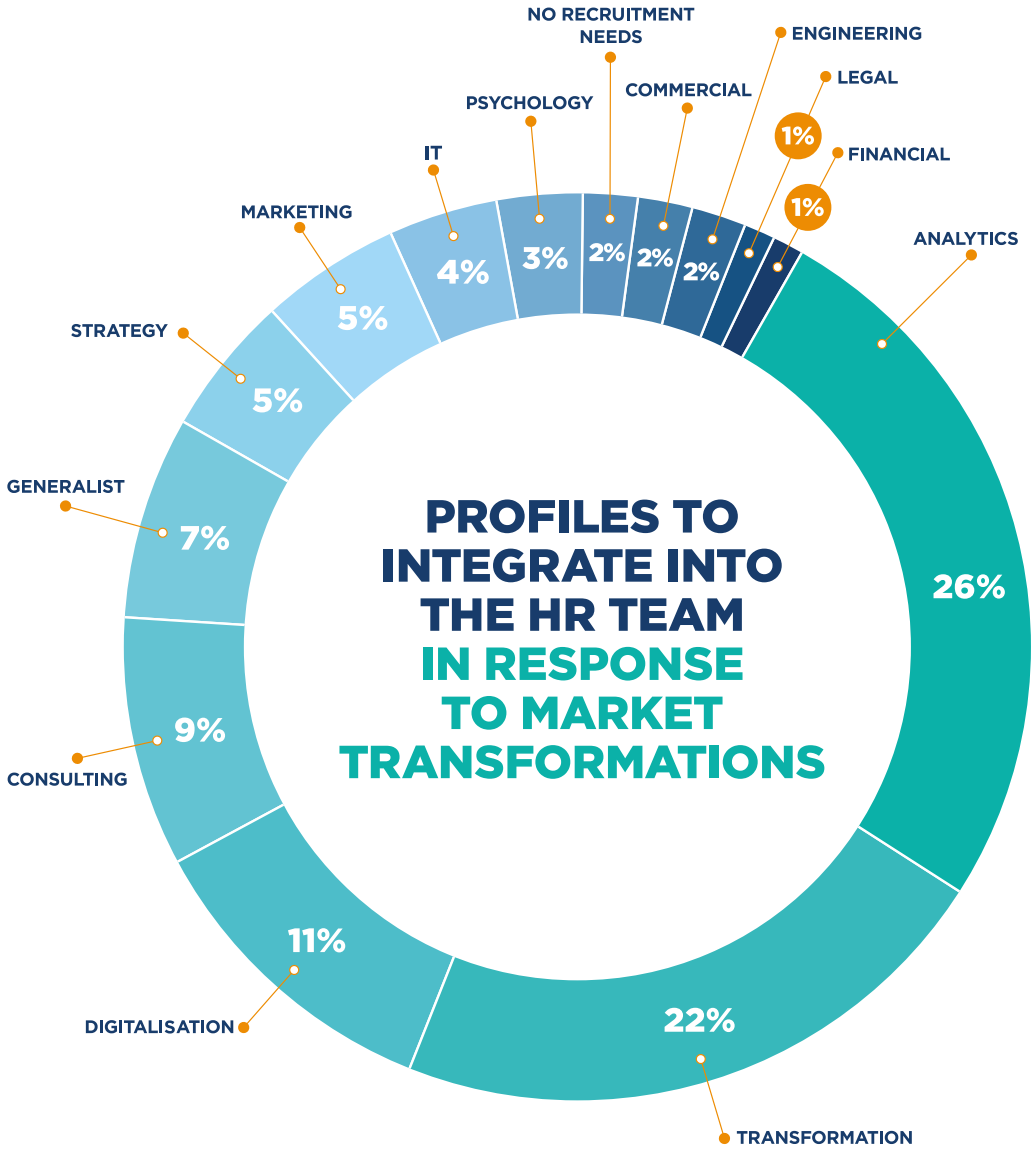 NO RECRUITMENT
NEEDS
ENGINEERING
LEGAL
COMMERCIAL
PSYCHOLOGY
1%
IT
FINANCIAL
1%
MARKETING
ANALYTICS
2%
2%
3%
2%
4%
5%
STRATEGY
5%
GENERALIST
7%
PROFILES TO
INTEGRATE INTO
THE HR TEAM
IN RESPONSE
TO MARKET
TRANSFORMATIONS
26%
9%
CONSULTING
11%
DIGITALISATION
22%
TRANSFORMATION